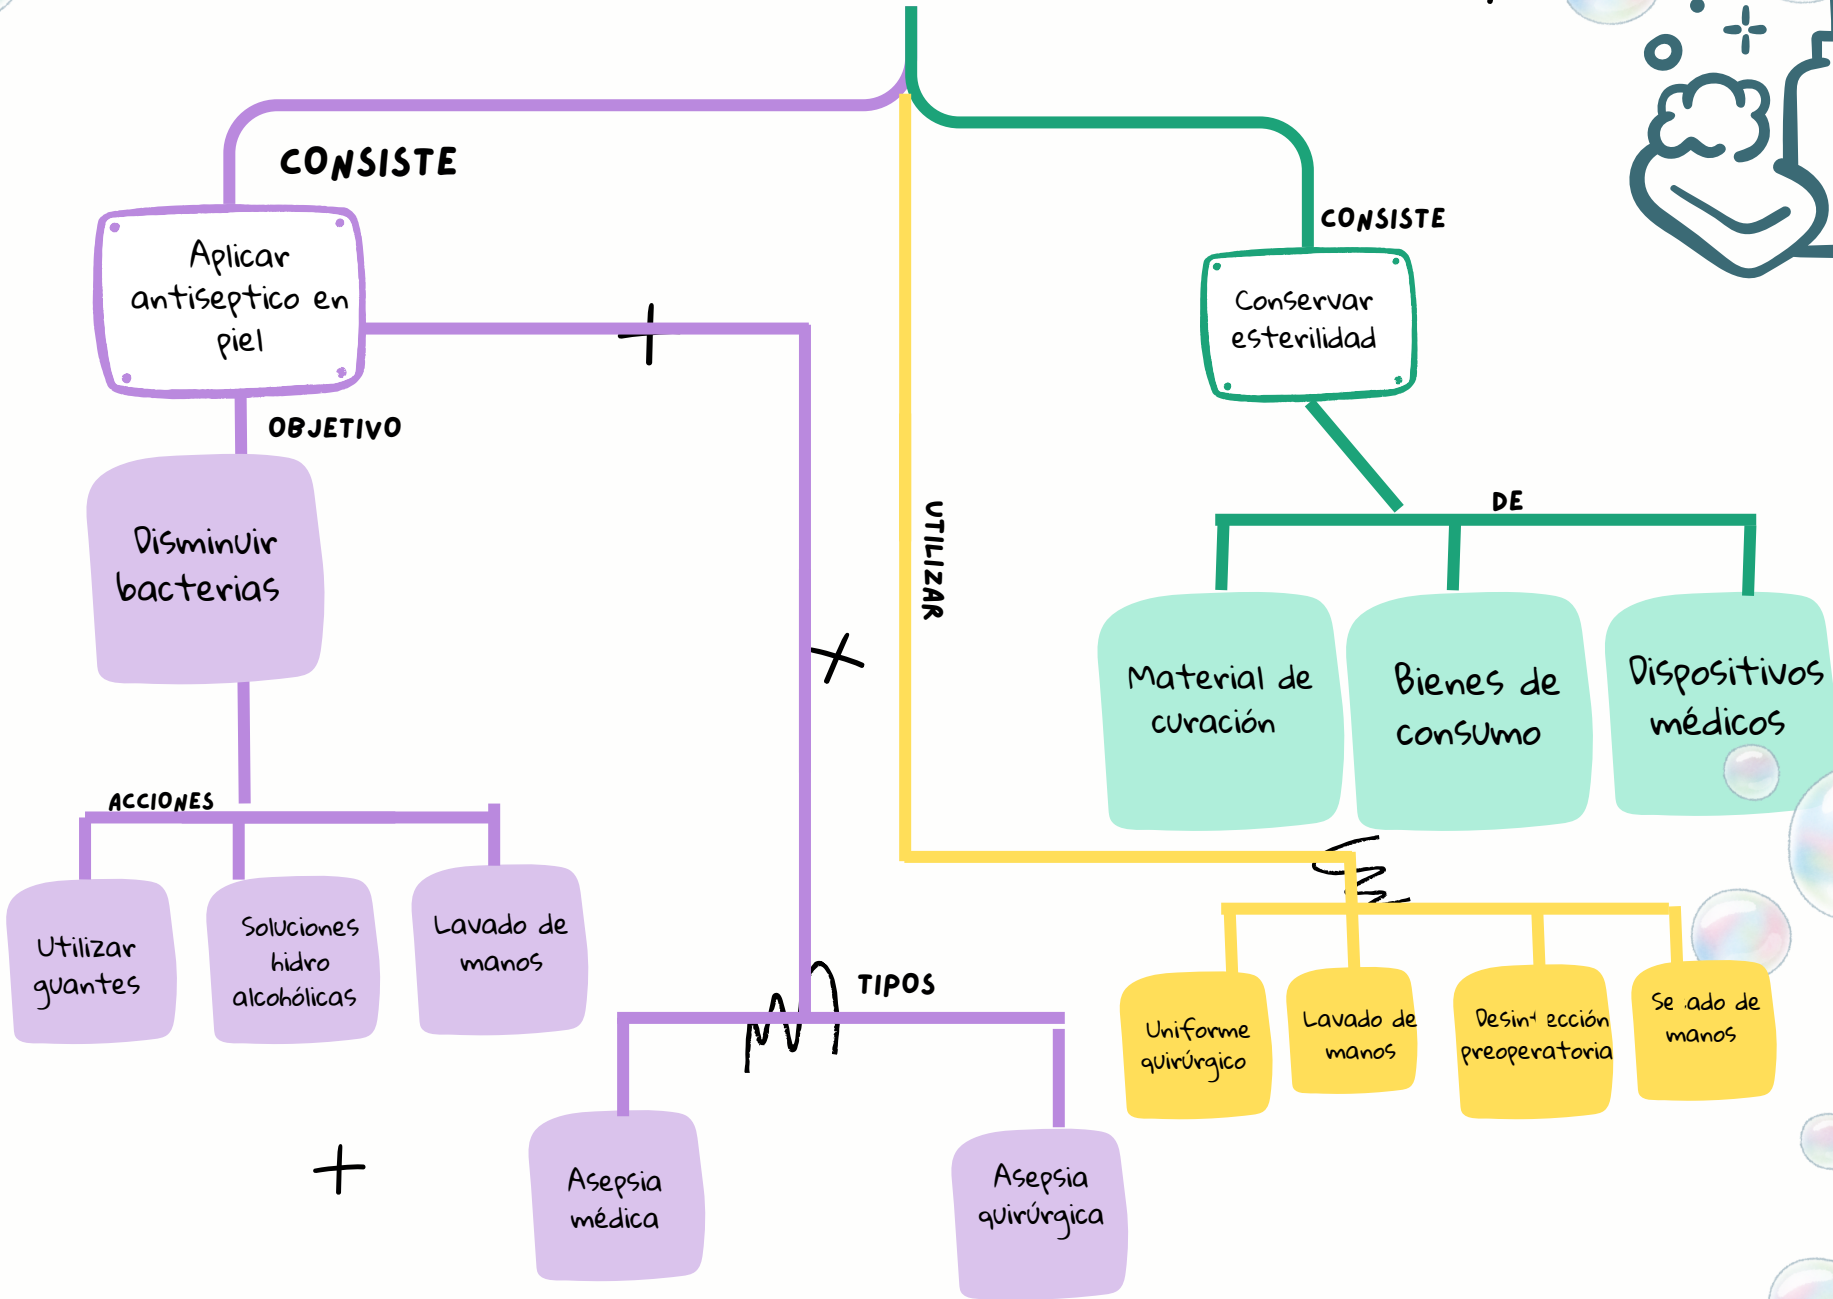 CONSISTE
Aplicar
antiseptico en
piel
OBJETIVO
Disminuir
bacterias
ACCIONES
Utilizar
guantes
Soluciones
hidro
alcohólicas
Lavado de
manos
TIPOS
Asepsia
médica
Asepsia
quirúrgica
UTILIZAR
Uniforme
quirúrgico
Lavado de
manos
preoperatoria
de
manos
CONSISTE
Conservar
esterilidad
DE
Material de
curación
Bienes de
consumo
Dispositivos
médicos